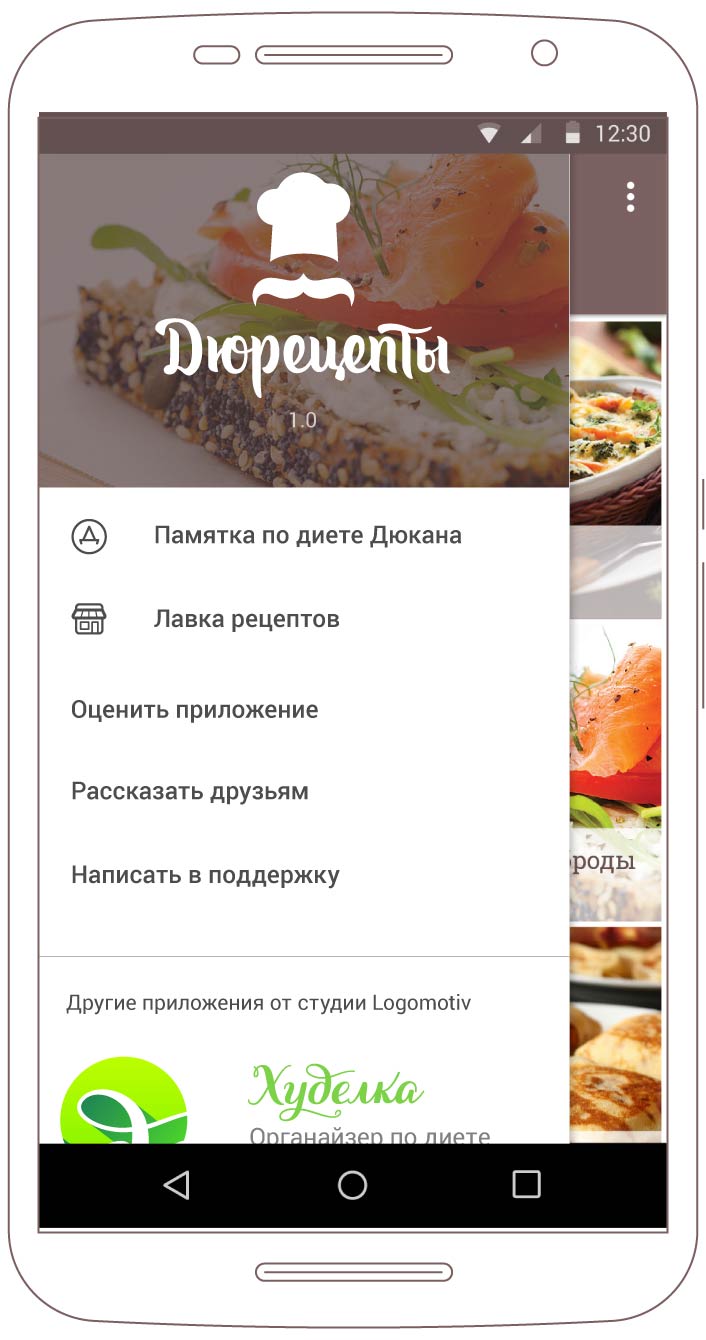 12:30
Дюрецепты
1.0
Памятка по диете Дюкана
Лавка рецептов
Оценить приложение
Рассказать друзьям
Написать в поддержку
роды
Другие приложения от студии Logomotiv
Худелка
Органайзер по диете